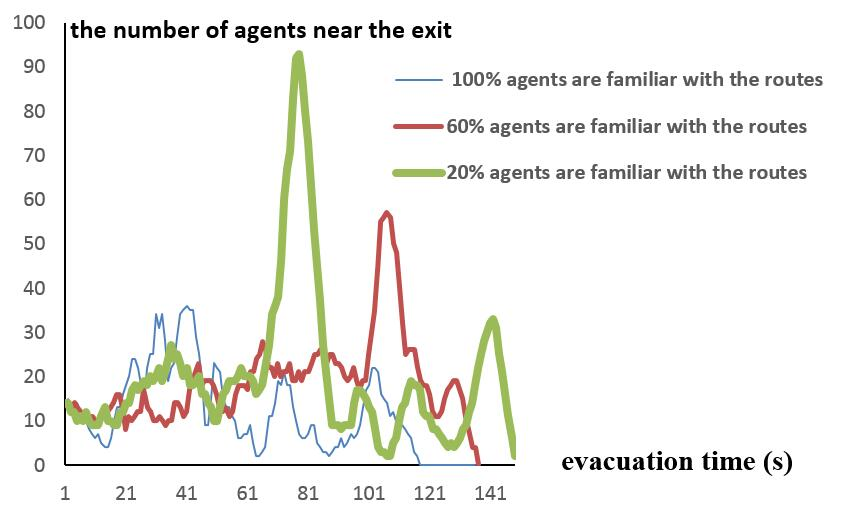 the number of agents near the exit
100
90
80
70
60
50
40
30
20
10
0
100% agents are familiar with the routes
60% agents are familiar with the routes
20% agents are familiar with the routes
1 21 41 61 81 101 121 141
evacuation time (s)